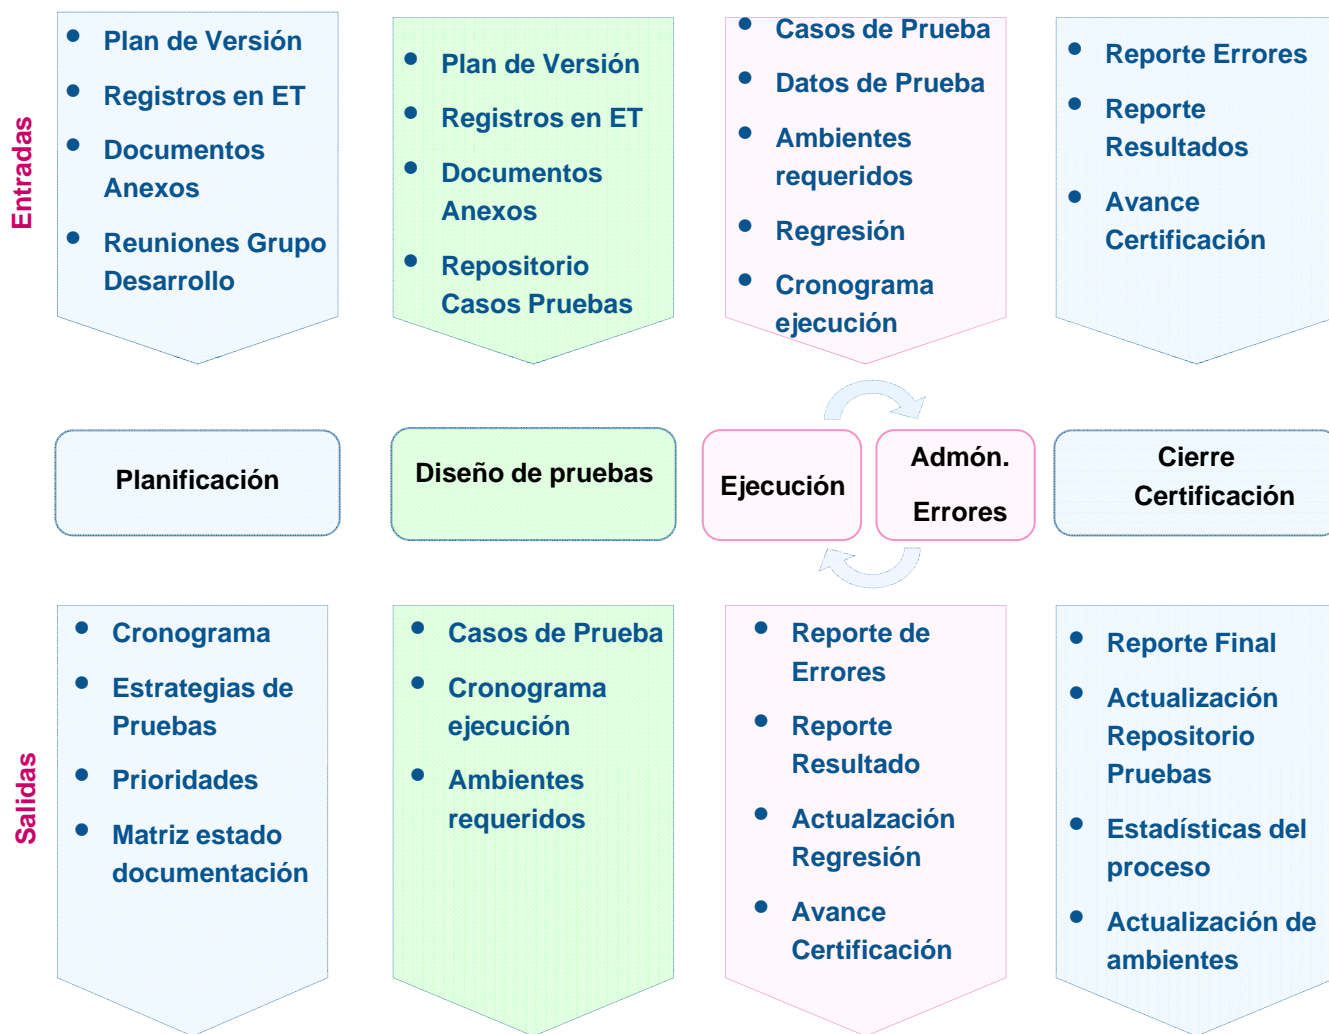 Entradas
Plan de Versión
Registros en ET
Documentos
Anexos
Reuniones Grupo
Desarrollo
Plan de Versión
Registros en ET
Documentos
Anexos
Repositorio
Casos Pruebas
Casos de Prueba
Datos de Prueba
Ambientes
requeridos
Regresión
Cronograma
ejecución
Reporte Errores
Reporte
Resultados
Avance
Certificación
Planificación
Diseño de pruebas
Ejecución
Admón.
Errores
Cierre
Certificación
Salidas
Cronograma
Estrategias de
Pruebas
Prioridades
Matriz estado
documentación
Casos de Prueba
Cronograma
ejecución
Ambientes
requeridos
Reporte de
Errores
Reporte
Resultado
Actualzación
Regresión
Avance
Certificación
Reporte Final
Actualización
Repositorio
Pruebas
Estadísticas del
proceso
Actualización de
ambientes